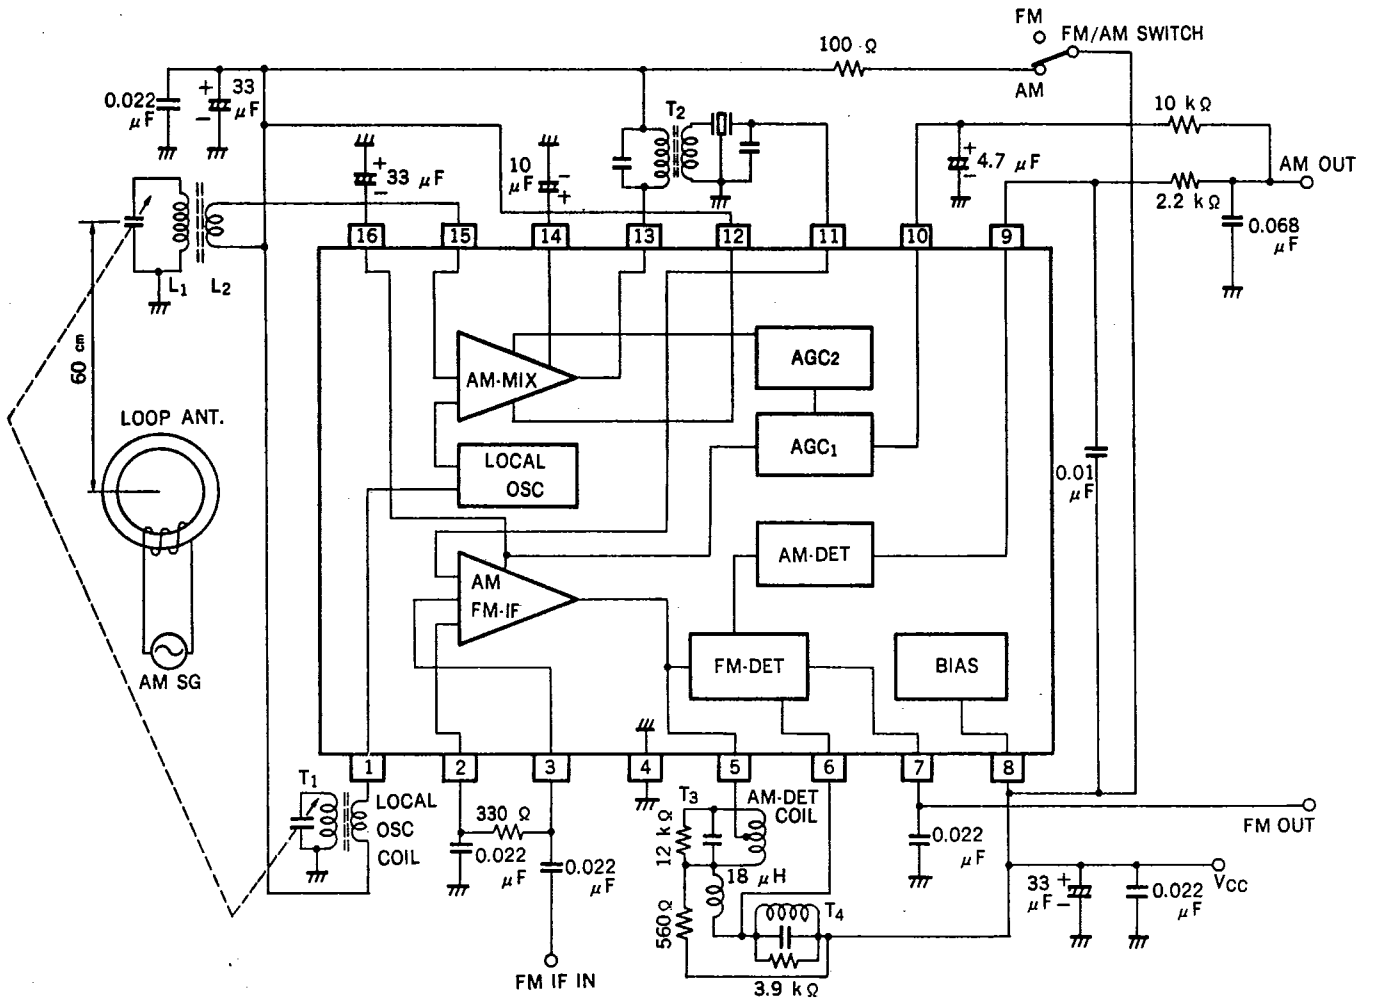 FM
FM/AM SWITCH
100 Ω
AM
0.022
μF
+
33
μF
−
T2
10 kΩ
+
33 μF
−
10
μF
−
+
+
4.7 μF
−
AM OUT
2.2 kΩ
0.068
μF
16
15
14
13
12
11
10
9
L1
L2
60 cm
AGC2
AM-MIX
LOOP ANT.
AGC1
LOCAL
OSC
0.01
μF
AM-DET
AM
FM-IF
FM-DET
BIAS
AM SG
1
2
3
4
5
6
7
8
T1
LOCAL
OSC
COIL
330 Ω
0.022
μF
0.022
μF
T3
AM-DET
COIL
12 kΩ
18 μH
560Ω
T4
3.9 kΩ
0.022
μF
FM OUT
33
μF
+
−
0.022
μF
VCC
FM IF IN